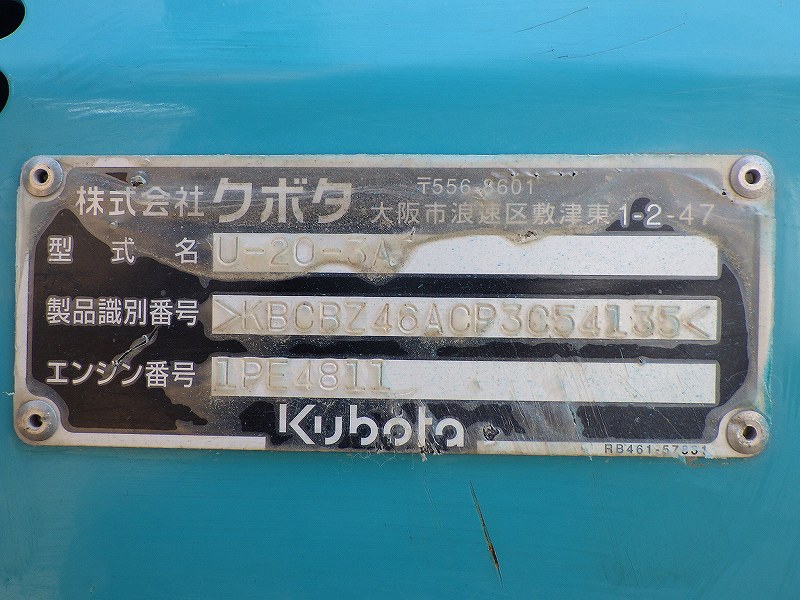 株式会社 クボタ 〒556-8601
大阪市浪速区敷津東1-2-47
型式名 U-20-3A
製品識別番号 >KBCBZ46ACP3C54135<
エンジン番号 1PE4811
Kubota